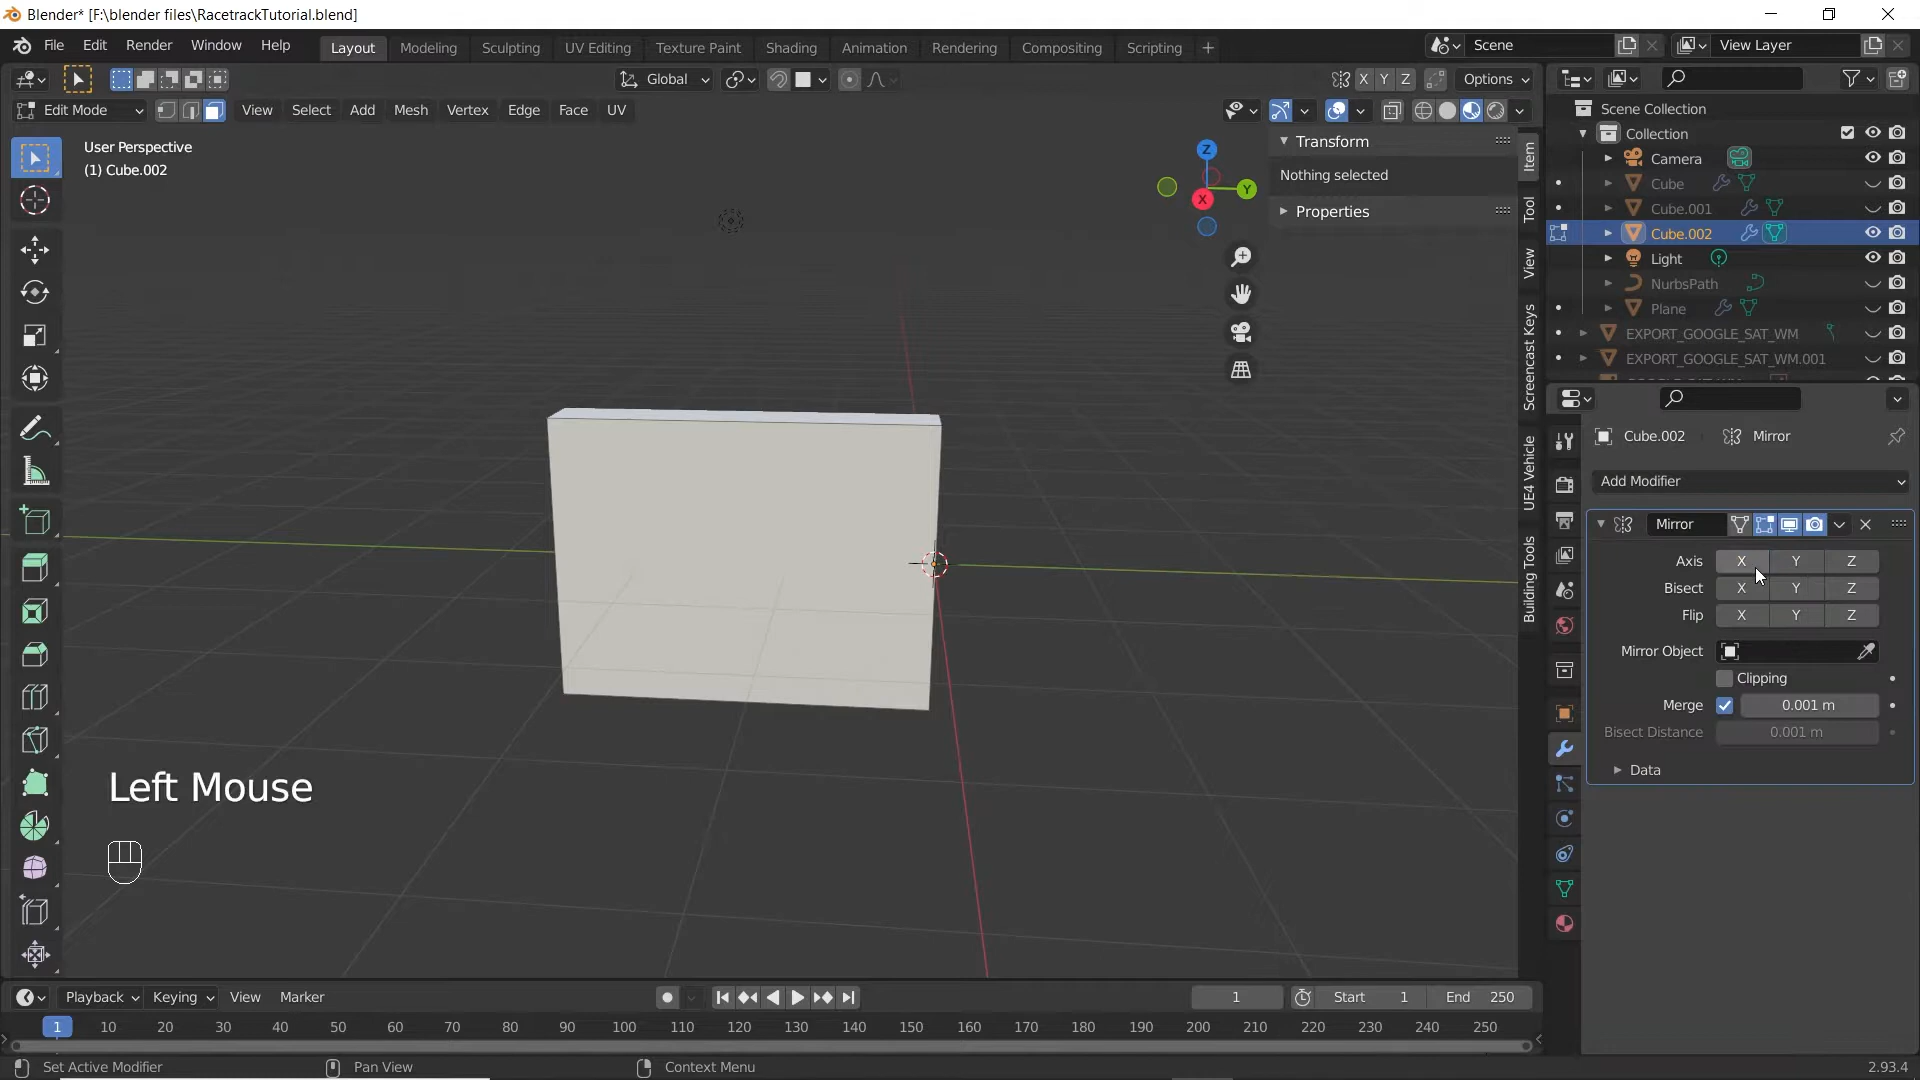 Blender* [F:\blender files\RacetrackTutorial.blend]
File Edit Render Window Help Layout Modeling Sculpting UV Editing Texture Paint Shading Animation Rendering Compositing Scripting + Scene View Layer
Global X Y Z Options
Edit Mode View Select Add Mesh Vertex Edge Face UV
User Perspective
(1) Cube.002
Z
Y
X
Transform
Nothing selected
Properties
Item
Tool
View
Screencast Keys
UE4 Vehicle
Building Tools
Scene Collection
Collection
Camera
Cube
Cube.001
Cube.002
Light
NurbsPath
Plane
EXPORT_GOOGLE_SAT_WM
EXPORT_GOOGLE_SAT_WM.001
Cube.002 Mirror
Add Modifier
Mirror
Axis X Y Z
Bisect X Y Z
Flip X Y Z
Mirror Object
Clipping
Merge 0.001 m
Bisect Distance 0.001 m
Data
Left Mouse
Playback Keying View Marker 1 Start 1 End 250
1 10 20 30 40 50 60 70 80 90 100 110 120 130 140 150 160 170 180 190 200 210 220 230 240 250
Set Active Modifier Pan View Context Menu 2.93.4